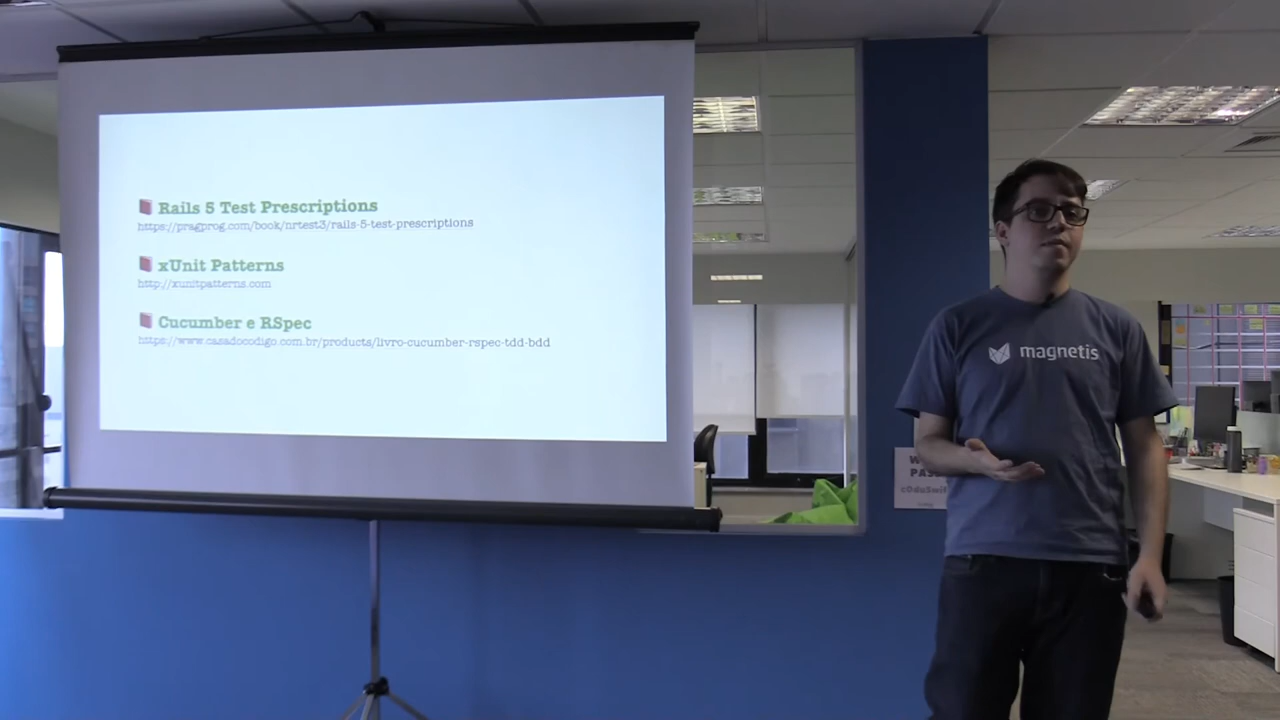 Rails 5 Test Prescriptions
https://pragprog.com/book/nrtest3/rails-5-test-prescriptions
xUnit Patterns
http://xunitpatterns.com
Cucumber e RSpec
https://www.casadocodigo.com.br/products/livro-cucumber-rspec-tdd-bdd
magnetis